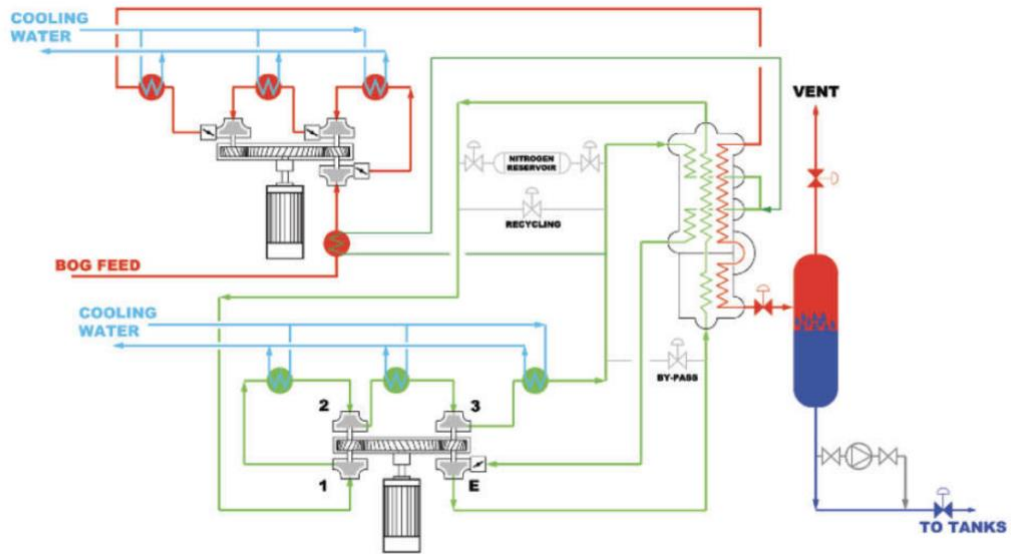 COOLING
WATER
VENT
NITROGEN
RESERVOIR
RECYCLING
BOG FEED
COOLING
WATER
BY-PASS
2
3
1
E
TO TANKS